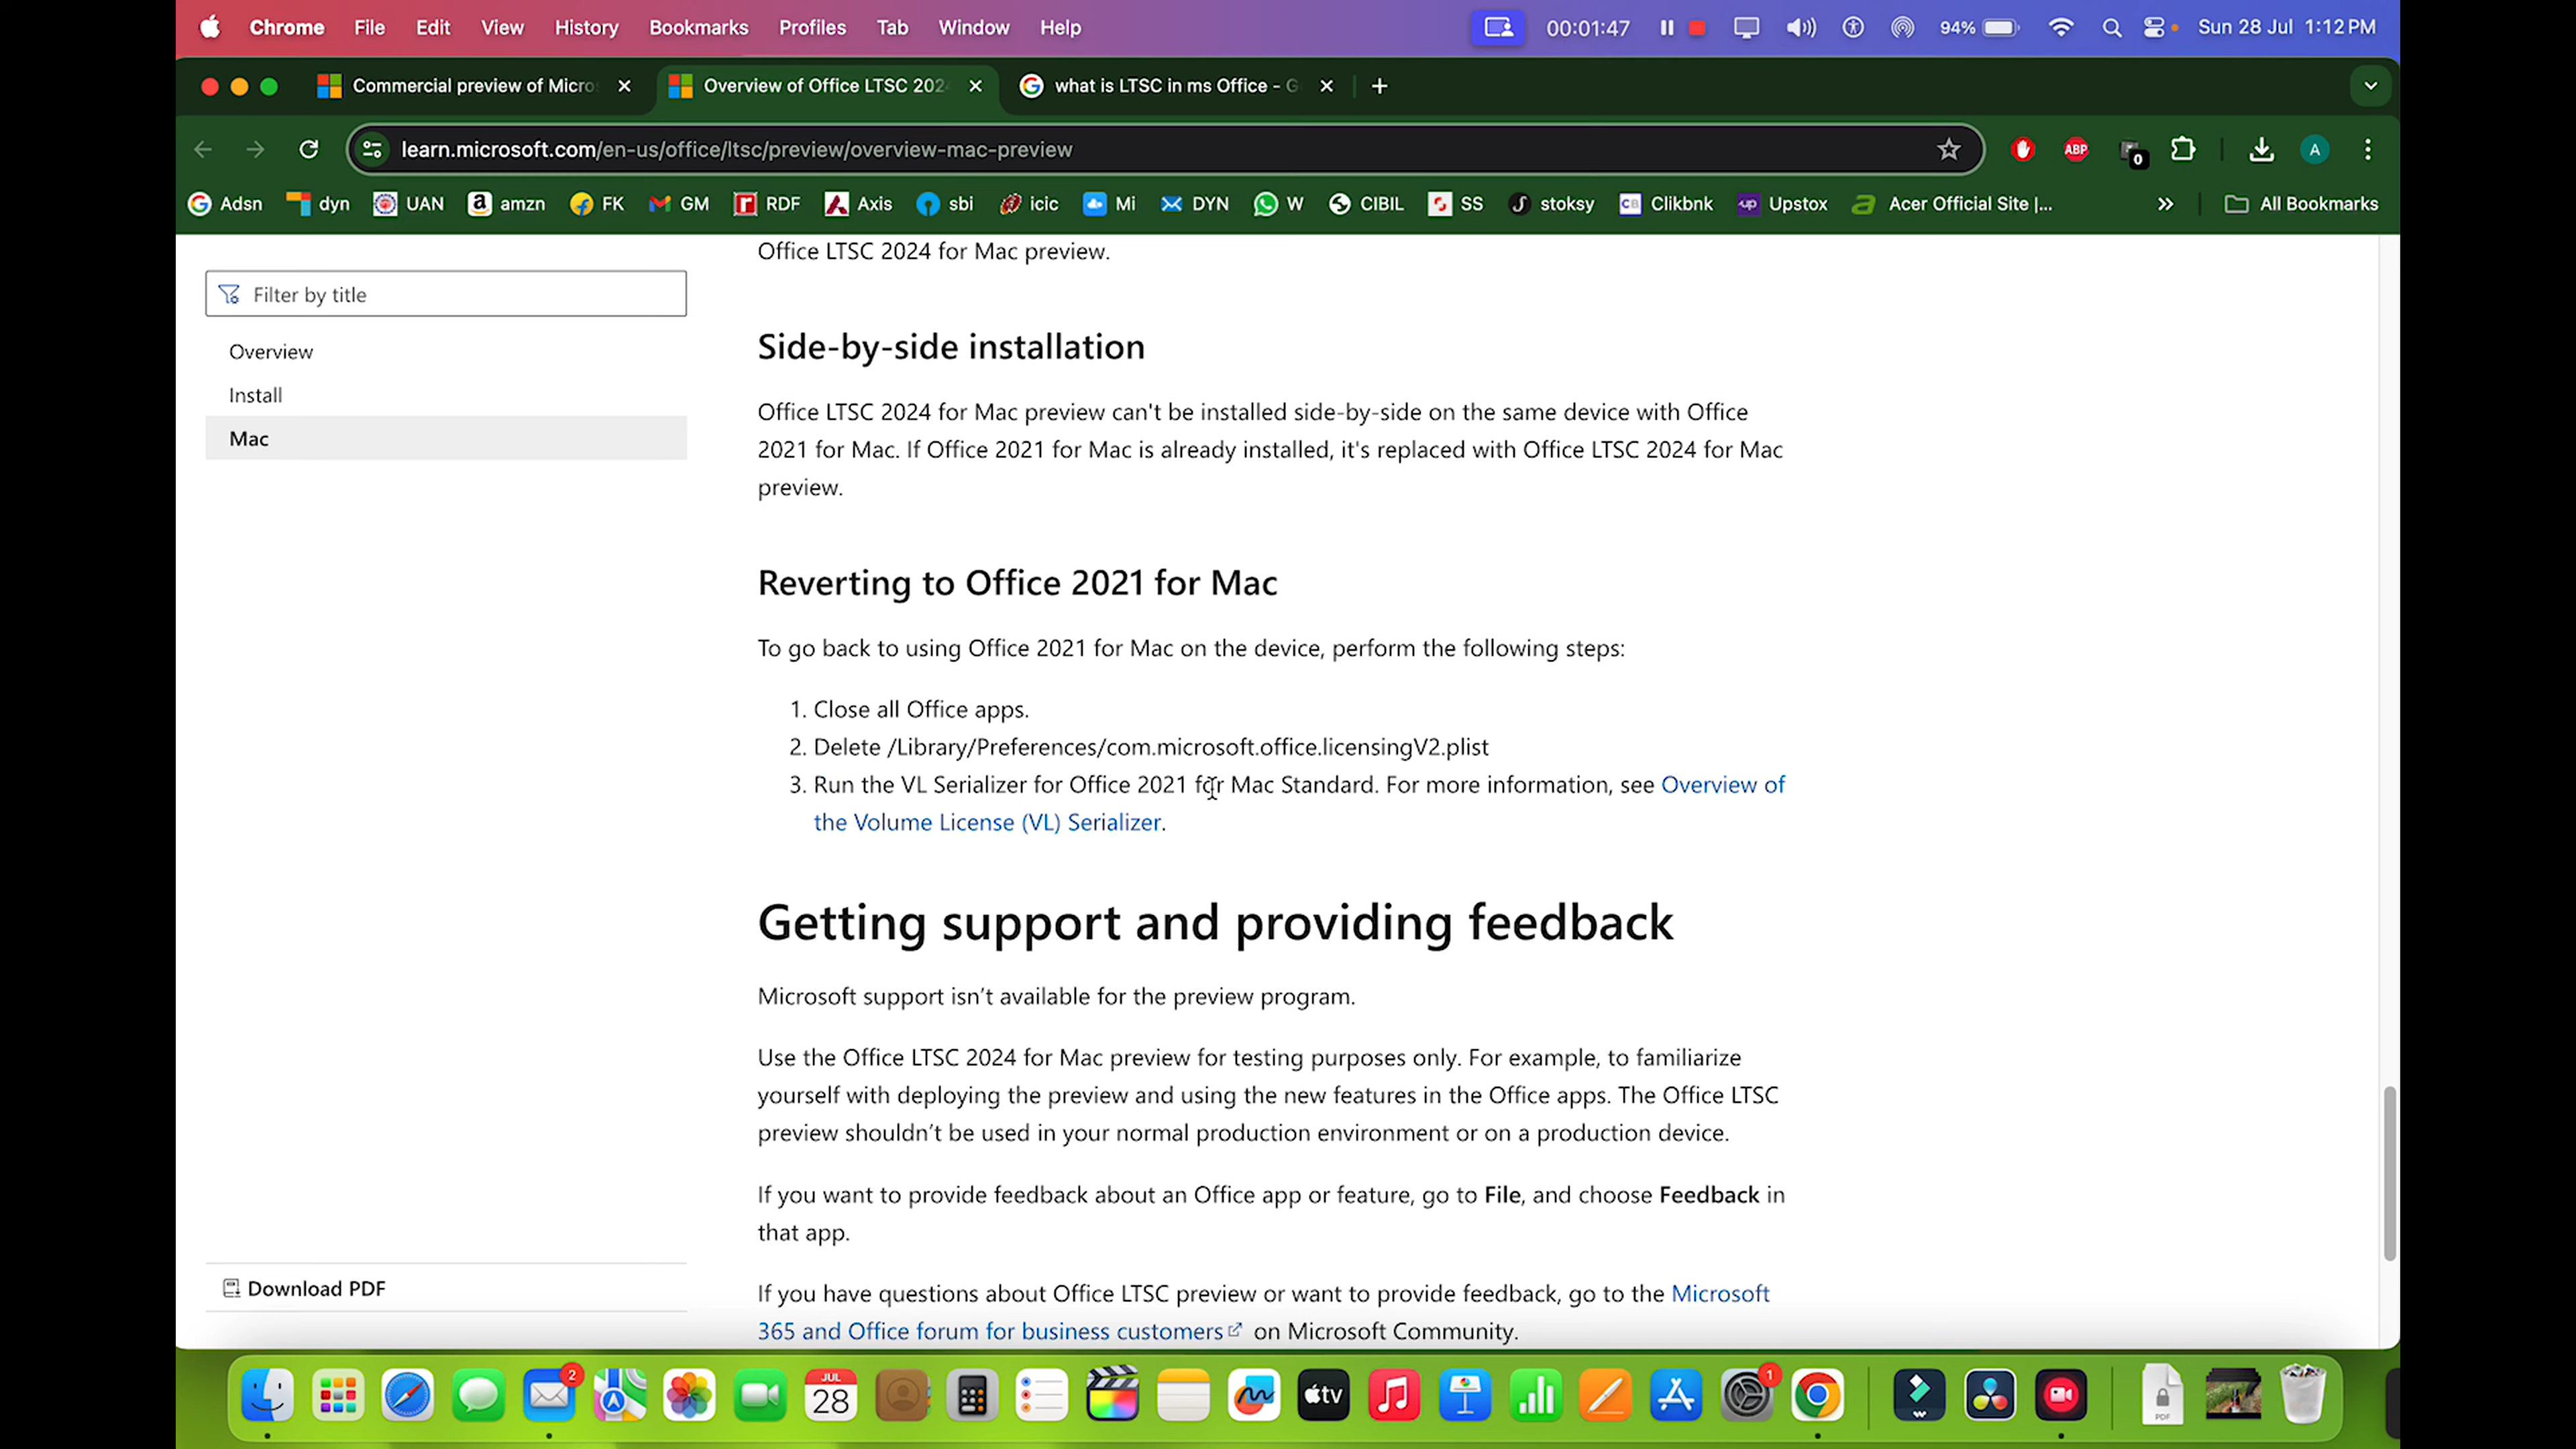 Chrome File Edit View History Bookmarks Profiles Tab Window Help 00:01:47 94% Sun 28 Jul 1:12 PM
Commercial preview of Micro Overview of Office LTSC 202 what is LTSC in ms Office - G
learn.microsoft.com/en-us/office/ltsc/preview/overview-mac-preview ABP 0 A
Adsn dyn UAN amzn FK GM RDF Axis sbi icic Mi DYN W CIBIL SS stoksy Clikbnk Upstox Acer Official Site |... All Bookmarks
Filter by title
Overview
Install
Mac
Download PDF
Office LTSC 2024 for Mac preview.
Side-by-side installation
Office LTSC 2024 for Mac preview can't be installed side-by-side on the same device with Office
2021 for Mac. If Office 2021 for Mac is already installed, it's replaced with Office LTSC 2024 for Mac
preview.
Reverting to Office 2021 for Mac
To go back to using Office 2021 for Mac on the device, perform the following steps:
1. Close all Office apps.
2. Delete /Library/Preferences/com.microsoft.office.licensingV2.plist
3. Run the VL Serializer for Office 2021 for Mac Standard. For more information, see Overview of
the Volume License (VL) Serializer.
Getting support and providing feedback
Microsoft support isn’t available for the preview program.
Use the Office LTSC 2024 for Mac preview for testing purposes only. For example, to familiarize
yourself with deploying the preview and using the new features in the Office apps. The Office LTSC
preview shouldn’t be used in your normal production environment or on a production device.
If you want to provide feedback about an Office app or feature, go to File, and choose Feedback in
that app.
If you have questions about Office LTSC preview or want to provide feedback, go to the Microsoft
365 and Office forum for business customers on Microsoft Community.
2 JUL 28 tv 1 PDF